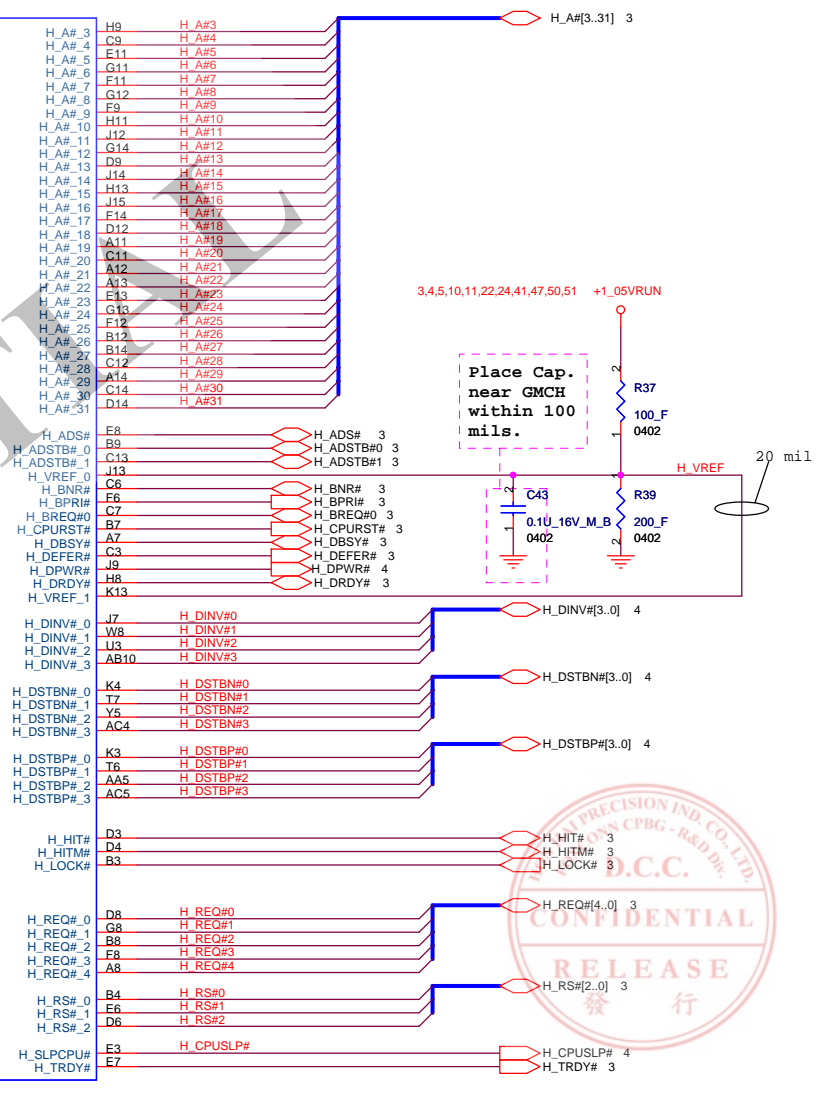 H_A#_3 H9 H_A#3 H_A#[3..31] 3
H_A#_4 C9 H_A#4
H_A#_5 E11 H_A#5
H_A#_6 G11 H_A#6
H_A#_7 F11 H_A#7
H_A#_8 G12 H_A#8
H_A#_9 F9 H_A#9
H_A#_10 H11 H_A#10
H_A#_11 J12 H_A#11
H_A#_12 G14 H_A#12
H_A#_13 D9 H_A#13
H_A#_14 J14 H_A#14
H_A#_15 H13 H_A#15
H_A#_16 J15 H_A#16
H_A#_17 F14 H_A#17
H_A#_18 D12 H_A#18
H_A#_19 A11 H_A#19
H_A#_20 C11 H_A#20
H_A#_21 A12 H_A#21
H_A#_22 A13 H_A#22
H_A#_23 E13 H_A#23
H_A#_24 G13 H_A#24
H_A#_25 F12 H_A#25
H_A#_26 B12 H_A#26
H_A#_27 B14 H_A#27
H_A#_28 C12 H_A#28
H_A#_29 A14 H_A#29
H_A#_30 C14 H_A#30
H_A#_31 D14 H_A#31
3,4,5,10,11,22,24,41,47,50,51 +1_05VRUN
Place Cap.
near GMCH
within 100
mils.
2
R37
100_F
1
0402
H_ADS# E8 H_ADS# 3
H_ADSTB#_0 B9 H_ADSTB#0 3
H_ADSTB#_1 C13 H_ADSTB#1 3
H_VREF_0 J13 H_VREF
20 mil
H_BNR# C6 H_BNR# 3
H_BPRI# F6 H_BPRI# 3
H_BREQ#0 C7 H_BREQ#0 3
H_CPURST# B7 H_CPURST# 3
H_DBSY# A7 H_DBSY# 3
H_DEFER# C3 H_DEFER# 3
H_DPWR# J9 H_DPWR# 4
H_DRDY# H8 H_DRDY# 3
H_VREF_1 K13
2
C43
0.1U_16V_M_B
1
0402
1
R39
200_F
2
0402
H_DINV#_0 J7 H_DINV#0 H_DINV#[3..0] 4
H_DINV#_1 W8 H_DINV#1
H_DINV#_2 U3 H_DINV#2
H_DINV#_3 AB10 H_DINV#3
H_DSTBN#_0 K4 H_DSTBN#0 H_DSTBN#[3..0] 4
H_DSTBN#_1 T7 H_DSTBN#1
H_DSTBN#_2 Y5 H_DSTBN#2
H_DSTBN#_3 AC4 H_DSTBN#3
H_DSTBP#_0 K3 H_DSTBP#0 H_DSTBP#[3..0] 4
H_DSTBP#_1 T6 H_DSTBP#1
H_DSTBP#_2 AA5 H_DSTBP#2
H_DSTBP#_3 AC5 H_DSTBP#3
H_HIT# D3 H_HIT# 3
H_HITM# D4 H_HITM# 3
H_LOCK# B3 H_LOCK# 3
H_REQ#_0 D8 H_REQ#0 H_REQ#[4..0] 3
H_REQ#_1 G8 H_REQ#1
H_REQ#_2 B8 H_REQ#2
H_REQ#_3 F8 H_REQ#3
H_REQ#_4 A8 H_REQ#4
H_RS#_0 B4 H_RS#0 H_RS#[2..0] 3
H_RS#_1 E6 H_RS#1
H_RS#_2 D6 H_RS#2
H_SLPCPU# E3 H_CPUSLP# H_CPUSLP# 4
H_TRDY# E7 H_TRDY# 3
PRECISION IND. CO., LTD.
CPBG - R&D Div.
D.C.C.
CONFIDENTIAL
RELEASE
發 行
TIAL